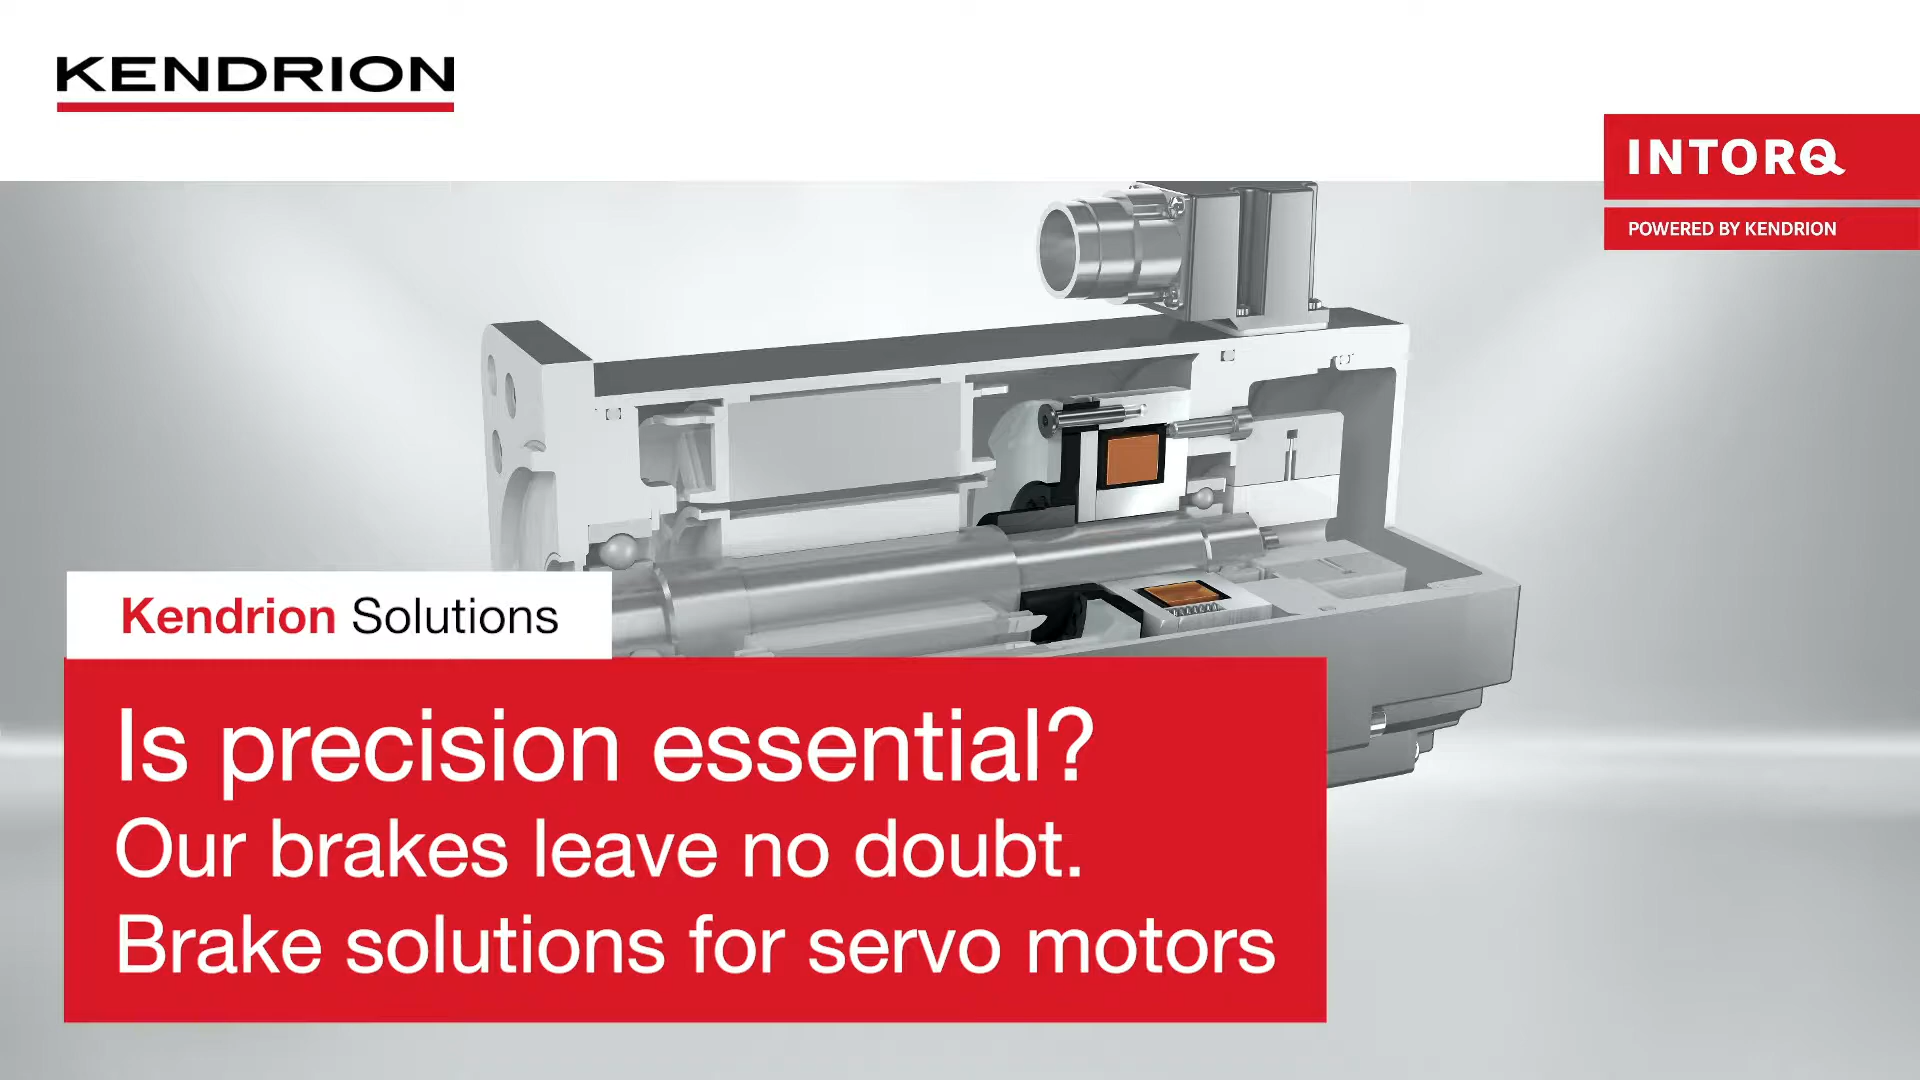 KENDRION
INTORQ
POWERED BY KENDRION
Kendrion Solutions
Is precision essential?
Our brakes leave no doubt.
Brake solutions for servo motors